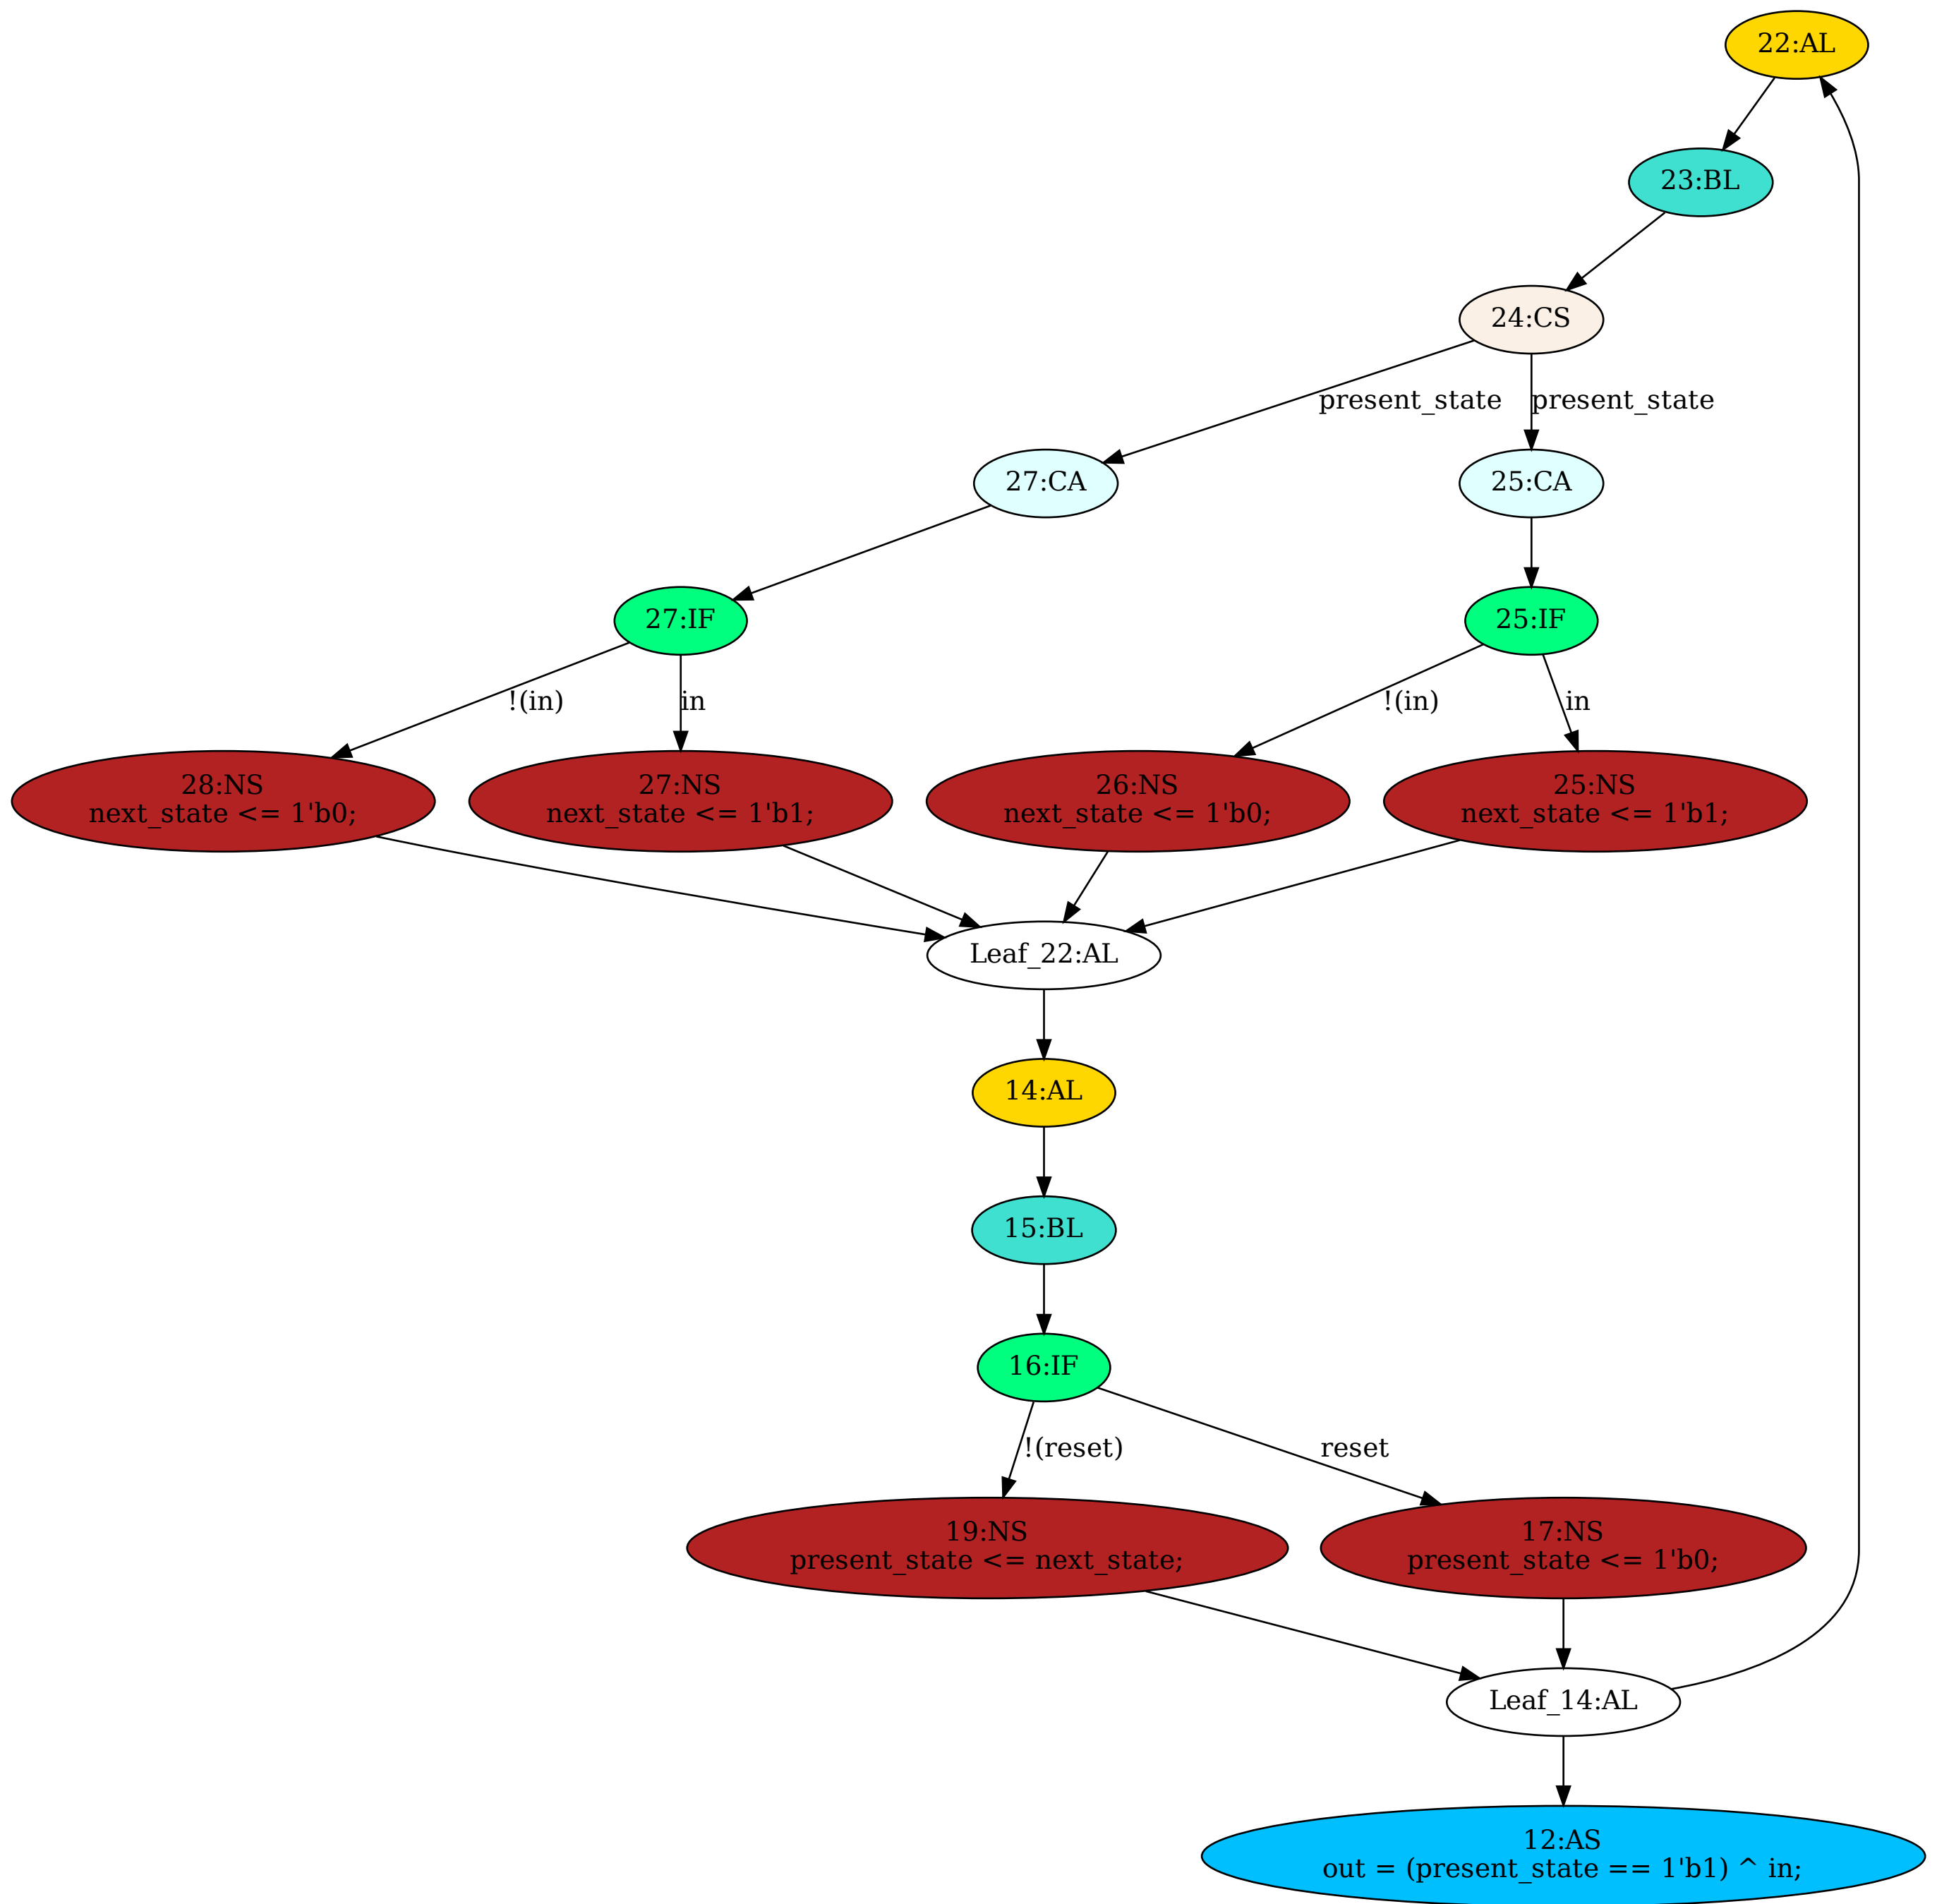 22:AL
23:BL
24:CS
present_state
present_state
27:CA
25:CA
27:IF
25:IF
!(in)
in
!(in)
in
28:NS
next_state <= 1'b0;
27:NS
next_state <= 1'b1;
26:NS
next_state <= 1'b0;
25:NS
next_state <= 1'b1;
Leaf_22:AL
14:AL
15:BL
16:IF
!(reset)
reset
19:NS
present_state <= next_state;
17:NS
present_state <= 1'b0;
Leaf_14:AL
12:AS
out = (present_state == 1'b1) ^ in;